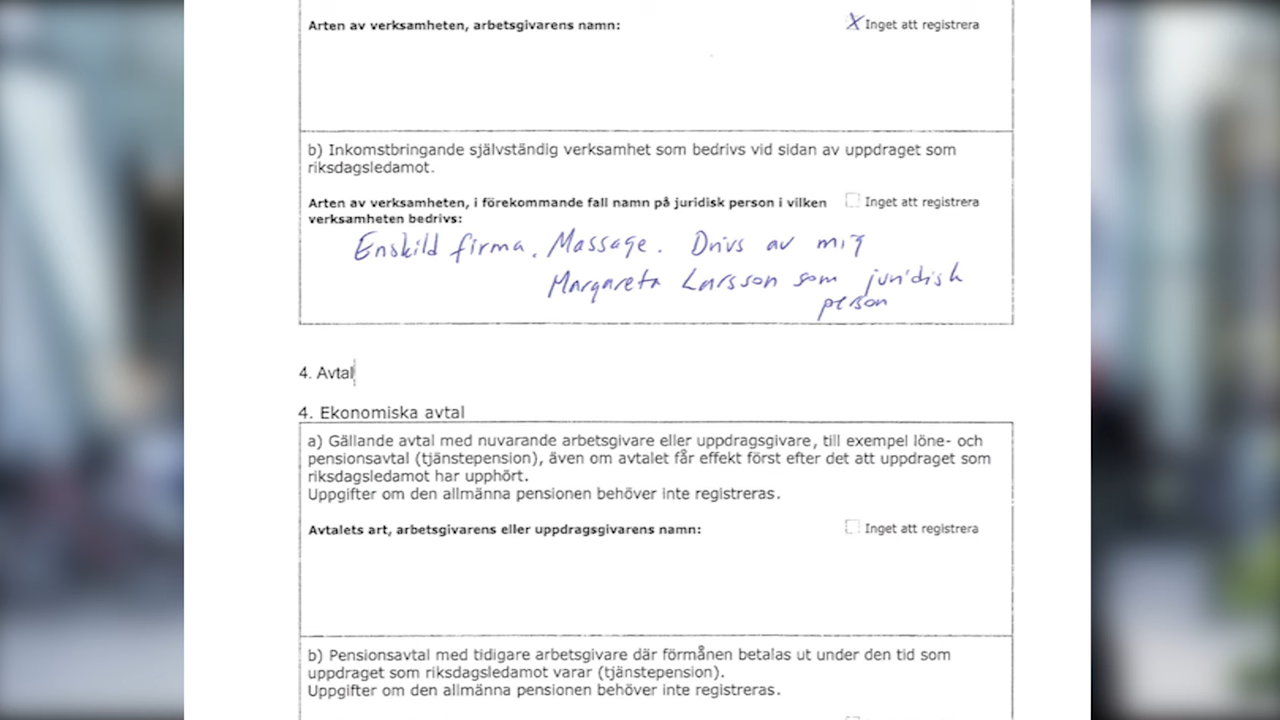 Arten av verksamheten, arbetsgivarens namn:
X Inget att registrera
b) Inkomstbringande självständig verksamhet som bedrivs vid sidan av uppdraget som
riksdagsledamot.
Arten av verksamheten, i förekommande fall namn på juridisk person i vilken
verksamheten bedrivs:
Inget att registrera
Enskild firma. Massage. Drivs av mig
Margareta Larsson som juridisk
person
4. Avtal
4. Ekonomiska avtal
a) Gällande avtal med nuvarande arbetsgivare eller uppdragsgivare, till exempel löne- och
pensionsavtal (tjänstepension), även om avtalet får effekt först efter det att uppdraget som
riksdagsledamot har upphört.
Uppgifter om den allmänna pensionen behöver inte registreras.
Avtalets art, arbetsgivarens eller uppdragsgivarens namn:
Inget att registrera
b) Pensionsavtal med tidigare arbetsgivare där förmånen betalas ut under den tid som
uppdraget som riksdagsledamot varar (tjänstepension).
Uppgifter om den allmänna pensionen behöver inte registreras.